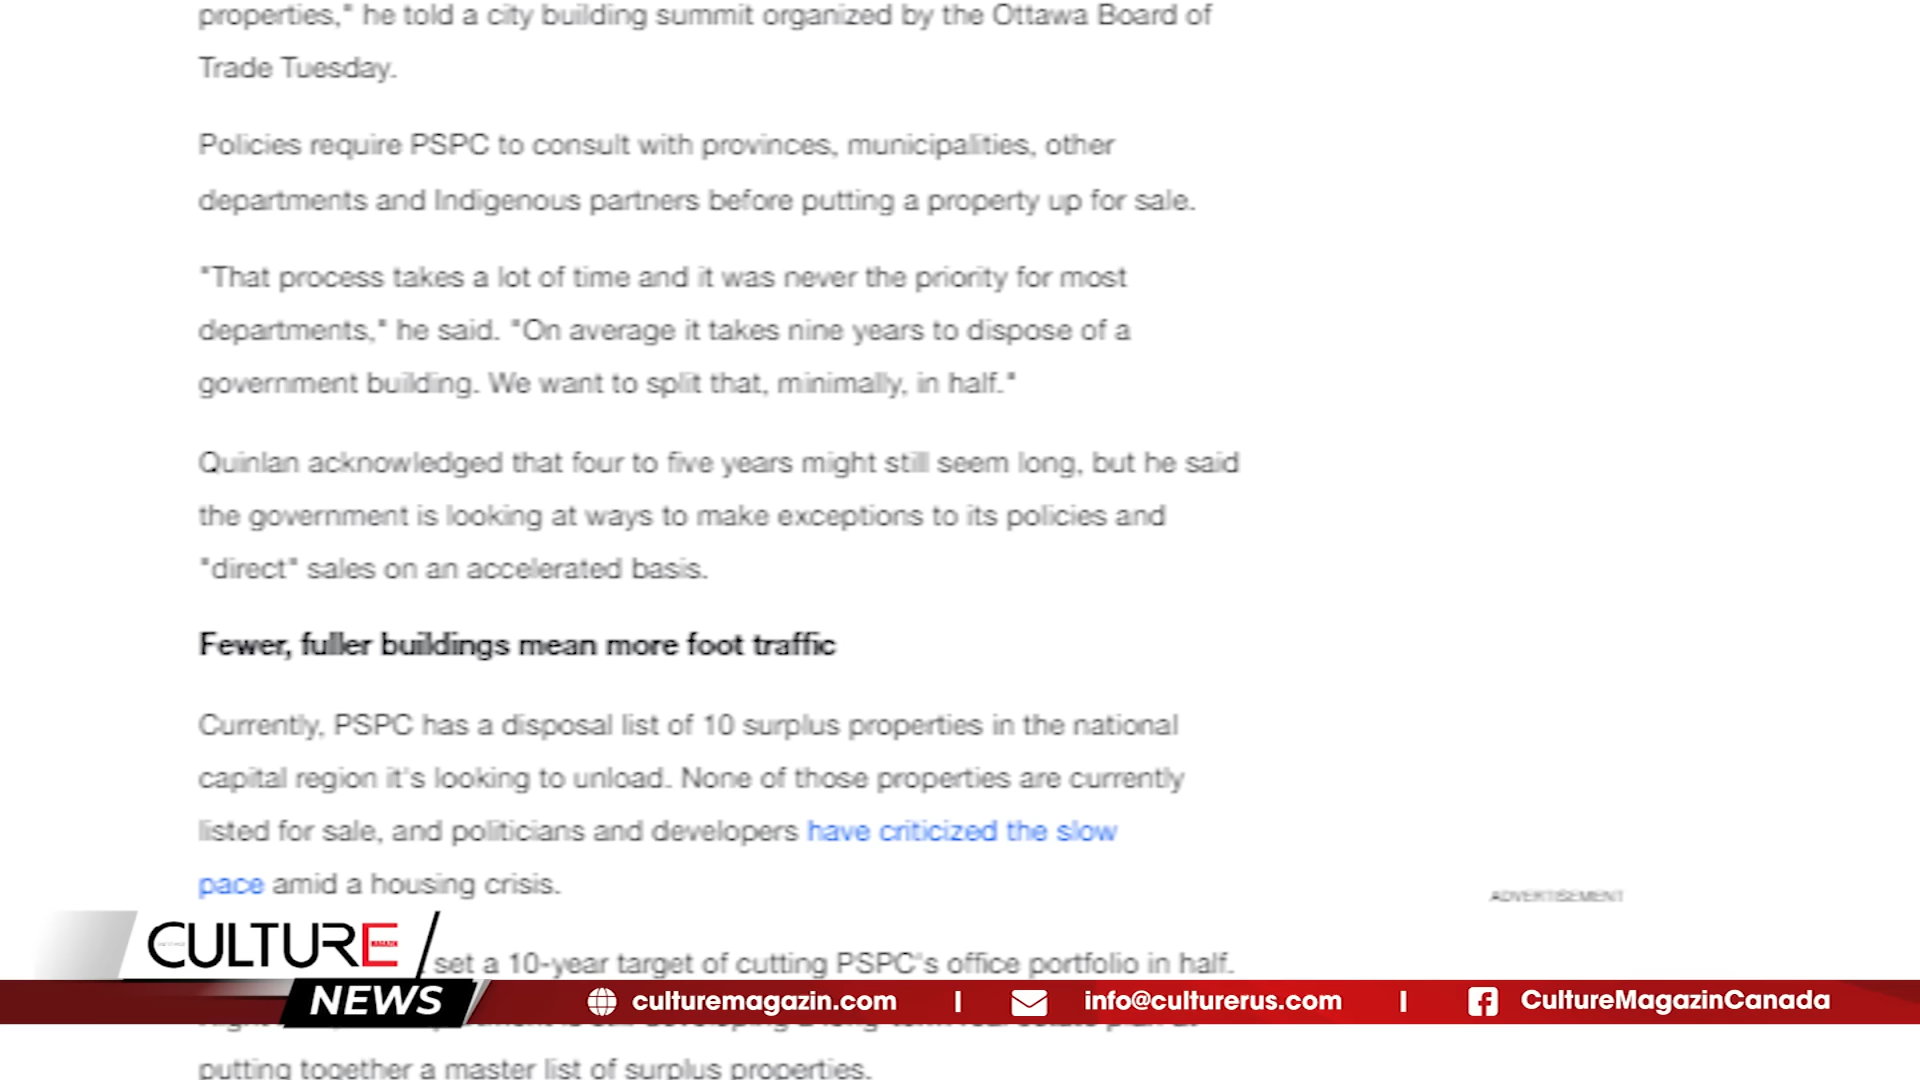 properties," he told a city building summit organized by the Ottawa Board of
Trade Tuesday.
Policies require PSPC to consult with provinces, municipalities, other
departments and Indigenous partners before putting a property up for sale.
"That process takes a lot of time and it was never the priority for most
departments," he said. "On average it takes nine years to dispose of a
government building. We want to split that, minimally, in half."
Quinlan acknowledged that four to five years might still seem long, but he said
the government is looking at ways to make exceptions to its policies and
"direct" sales on an accelerated basis.
Fewer, fuller buildings mean more foot traffic
Currently, PSPC has a disposal list of 10 surplus properties in the national
capital region it's looking to unload. None of those properties are currently
listed for sale, and politicians and developers have criticized the slow
pace amid a housing crisis.
ADVERTISEMENT
set a 10-year target of cutting PSPC's office portfolio in half.
putting together a master list of surplus properties.
CULTURE
NEWS
culturemagazin.com | info@culturerus.com | CultureMagazinCanada